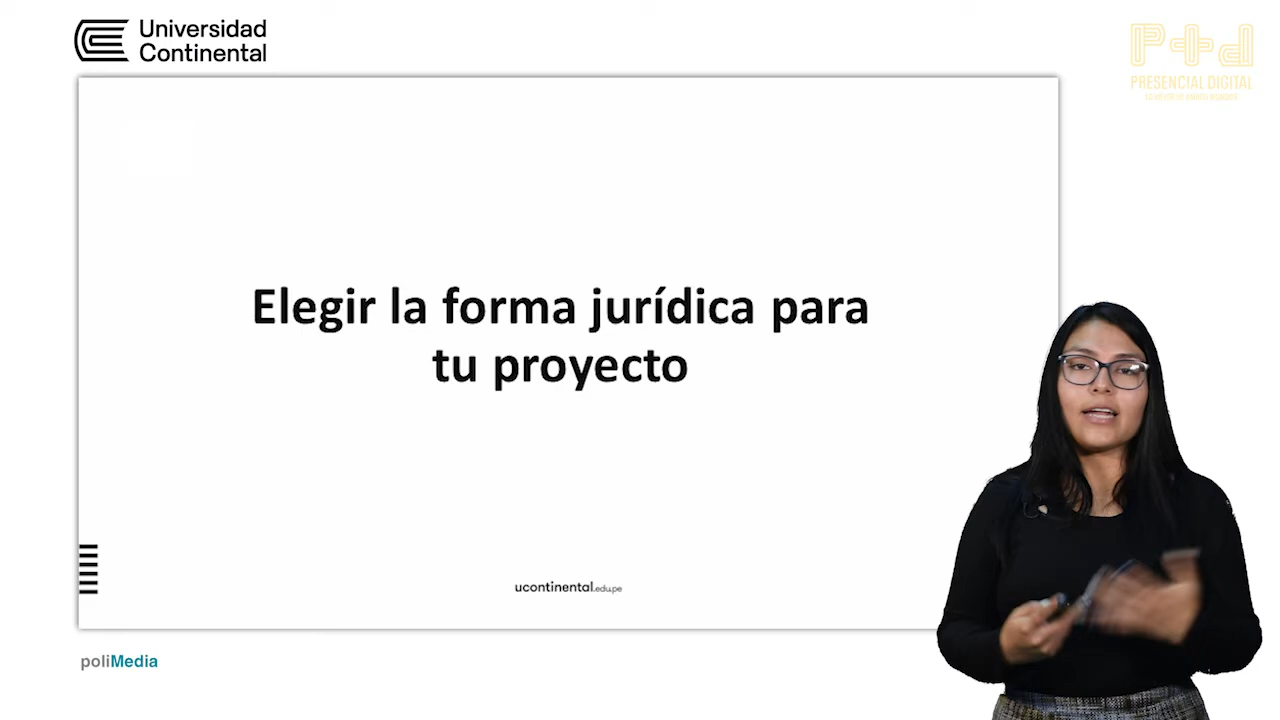 Universidad
Continental
P+d
PRESENCIAL DIGITAL
Elegir la forma jurídica para
tu proyecto
ucontinental.edu.pe
poliMedia